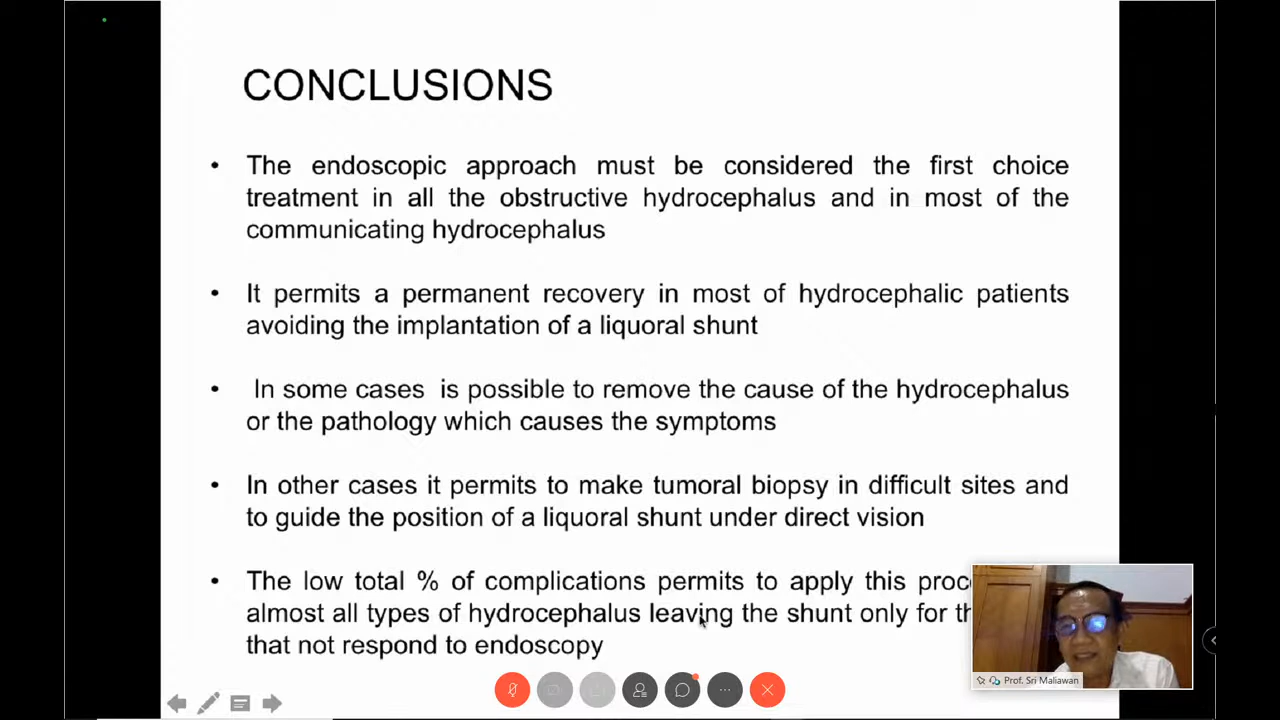 CONCLUSIONS
• The endoscopic approach must be considered the first choice
treatment in all the obstructive hydrocephalus and in most of the
communicating hydrocephalus
• It permits a permanent recovery in most of hydrocephalic patients
avoiding the implantation of a liquoral shunt
• In some cases is possible to remove the cause of the hydrocephalus
or the pathology which causes the symptoms
• In other cases it permits to make tumoral biopsy in difficult sites and
to guide the position of a liquoral shunt under direct vision
• The low total % of complications permits to apply this
almost all types of hydrocephalus leaving the shunt only for
that not respond to endoscopy
Prof. Sri Maliawan